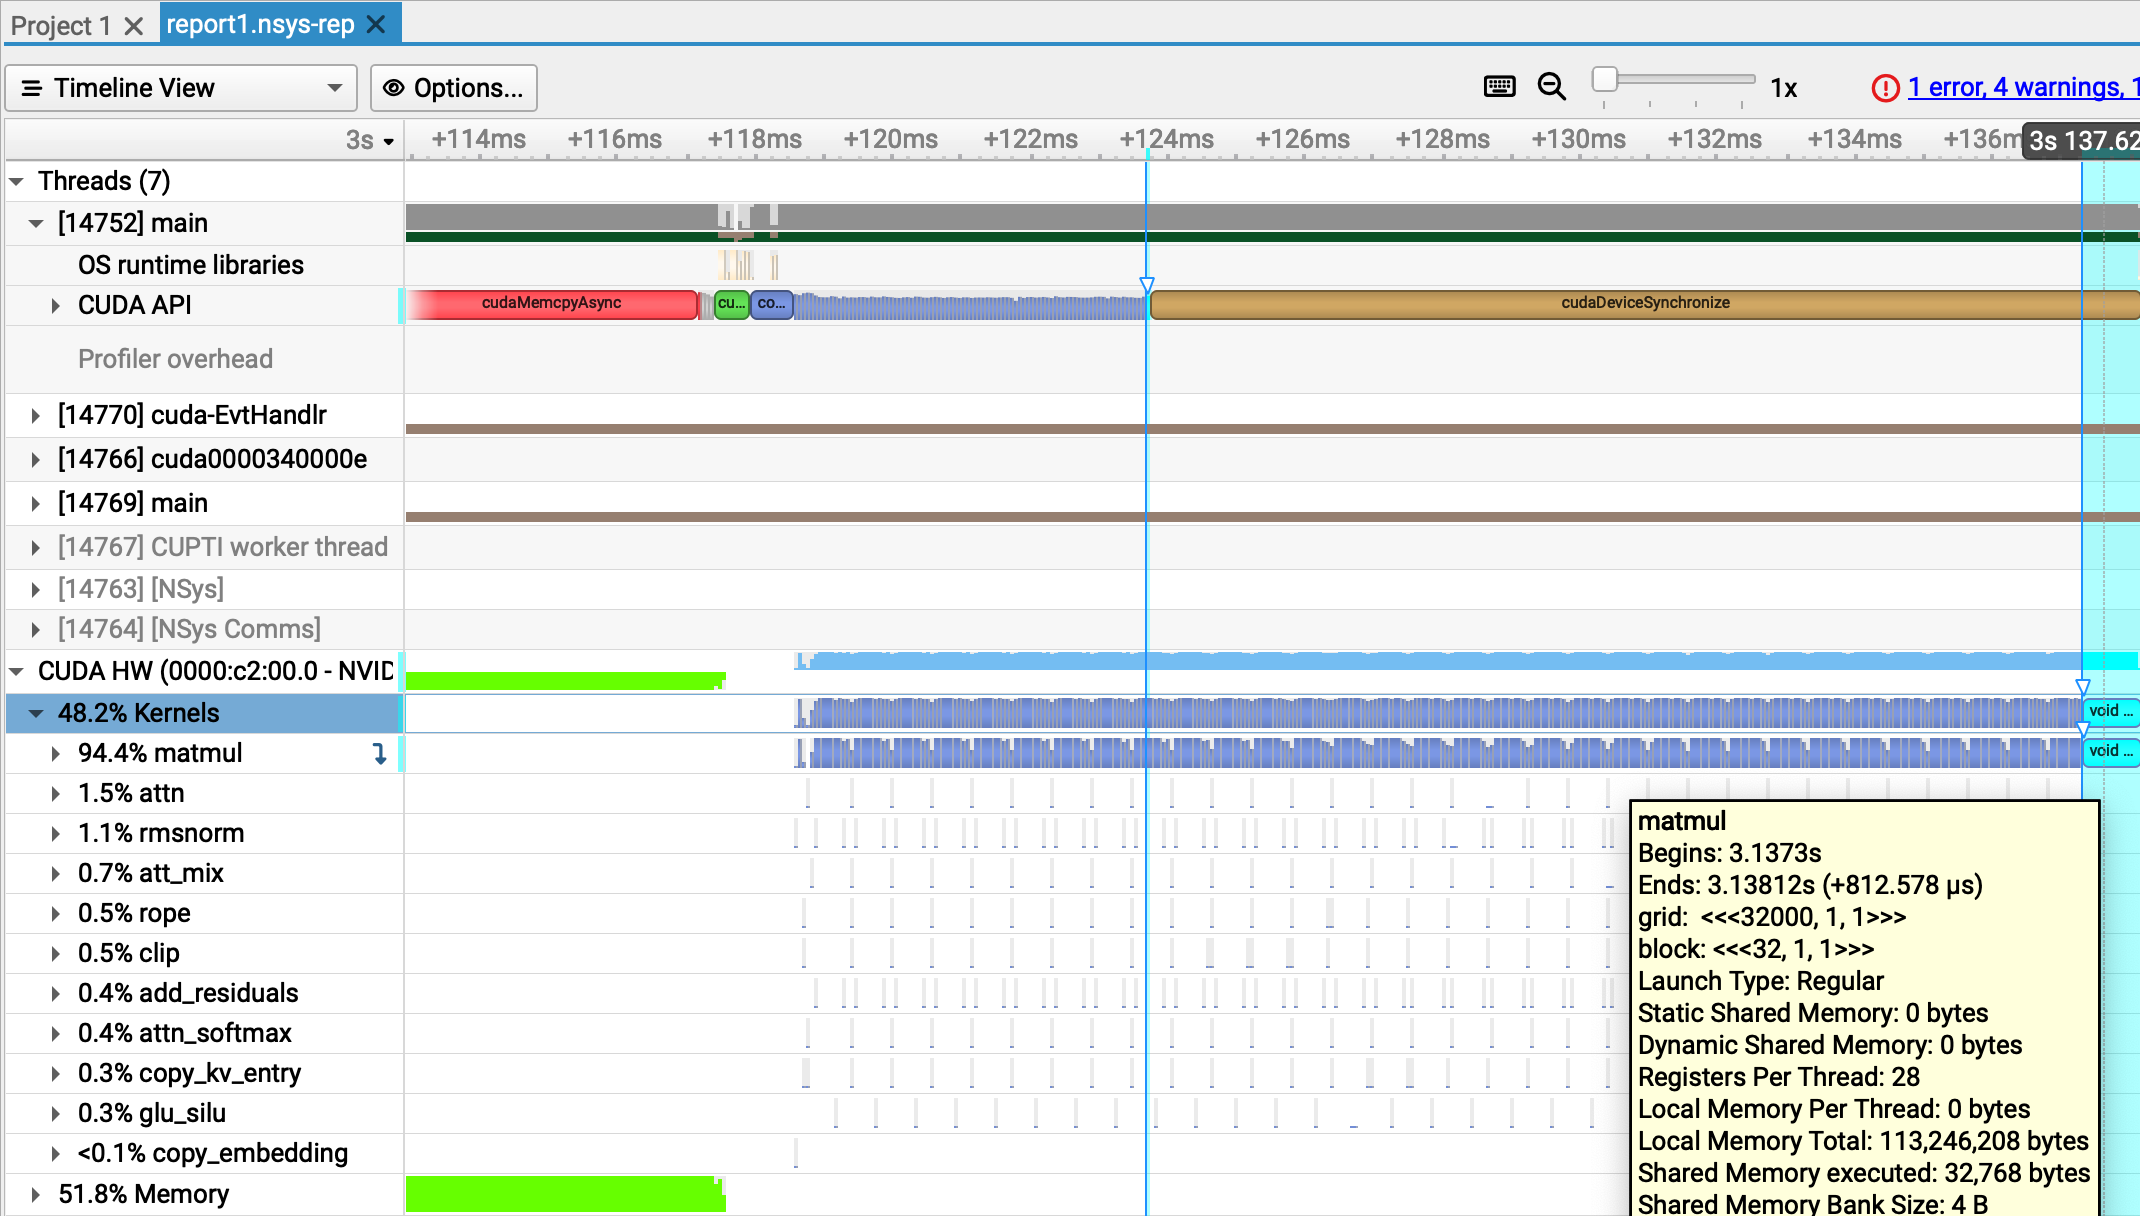 Project 1
report1.nsys-rep
Timeline View
Options...
1x
1 error, 4 warnings, 1
3s
+114ms +116ms +118ms +120ms +122ms +124ms +126ms +128ms +130ms +132ms +134ms +136m
3s 137.62
Threads (7)
[14752] main
OS runtime libraries
CUDA API
cudaMemcpyAsync
cu...
co...
cudaDeviceSynchronize
Profiler overhead
[14770] cuda-EvtHandlr
[14766] cuda0000340000e
[14769] main
[14767] CUPTI worker thread
[14763] [NSys]
[14764] [NSys Comms]
CUDA HW (0000:c2:00.0 - NVID
48.2% Kernels
void ...
94.4% matmul
void ...
1.5% attn
1.1% rmsnorm
0.7% att_mix
0.5% rope
0.5% clip
0.4% add_residuals
0.4% attn_softmax
0.3% copy_kv_entry
0.3% glu_silu
<0.1% copy_embedding
51.8% Memory
matmul
Begins: 3.1373s
Ends: 3.13812s (+812.578 μs)
grid: <<<32000, 1, 1>>>
block: <<<32, 1, 1>>>
Launch Type: Regular
Static Shared Memory: 0 bytes
Dynamic Shared Memory: 0 bytes
Registers Per Thread: 28
Local Memory Per Thread: 0 bytes
Local Memory Total: 113,246,208 bytes
Shared Memory executed: 32,768 bytes
Shared Memory Bank Size: 4 B